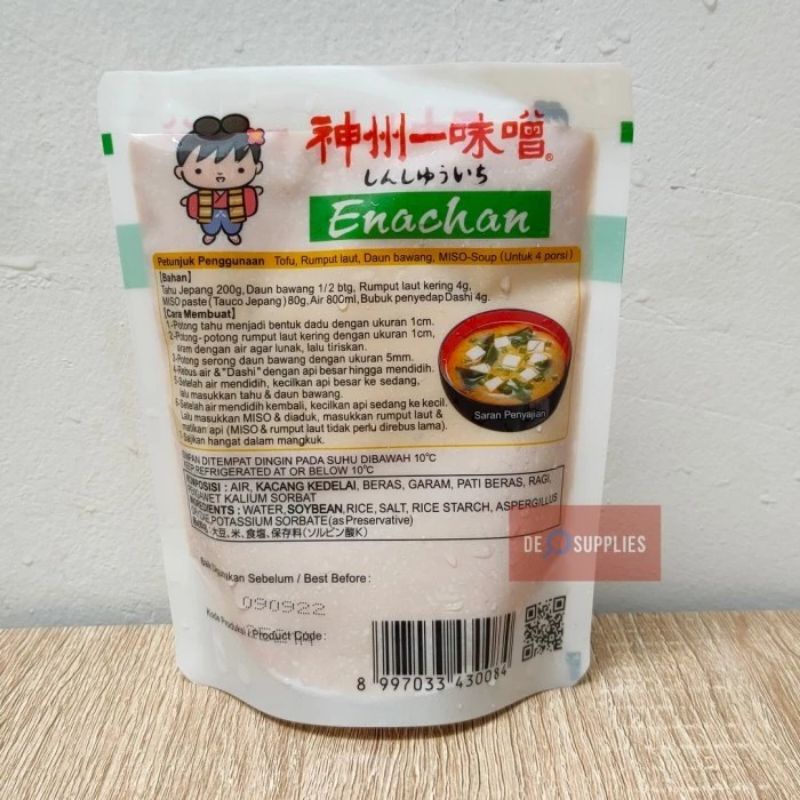 神州一味噌®
しんしゅういち
Enachan
Petunjuk Penggunaan Tofu, Rumput laut, Daun bawang, MISO-Soup (Untuk 4 porsi)
【Bahan】
Tahu Jepang 200g, Daun bawang 1/2 btg, Rumput laut kering 4g,
MISO paste (Tauco Jepang) 80g, Air 800ml, Bubuk penyedap Dashi 4g.
【Cara Membuat】
1-Potong tahu menjadi bentuk dadu dengan ukuran 1cm.
2-Potong-potong rumput laut kering dengan ukuran 1cm,
siram dengan air agar lunak, lalu tiriskan.
3-Potong serong daun bawang dengan ukuran 5mm.
4-Rebus air & "Dashi" dengan api besar hingga mendidih.
5-Setelah air mendidih, kecilkan api besar ke sedang,
lalu masukkan tahu & daun bawang.
6-Setelah air mendidih kembali, kecilkan api sedang ke kecil.
Lalu masukkan MISO & diaduk, masukkan rumput laut &
matikan api (MISO & rumput laut tidak perlu direbus lama).
7-Sajikan hangat dalam mangkuk.
Saran Penyajian
SIMPAN DITEMPAT DINGIN PADA SUHU DIBAWAH 10℃
KEEP REFRIGERATED AT OR BELOW 10℃
KOMPOSISI : AIR, KACANG KEDELAI, BERAS, GARAM, PATI BERAS, RAGI,
PENGAWET KALIUM SORBAT
INGREDIENTS : WATER, SOYBEAN, RICE, SALT, RICE STARCH, ASPERGILLUS
POTASSIUM SORBATE (as Preservative)
大豆、米、食塩、保存料(ソルビン酸K)
DE SUPPLIES
Baik Digunakan Sebelum / Best Before :
090922
Kode Produksi / Product Code :
8 997033 430084